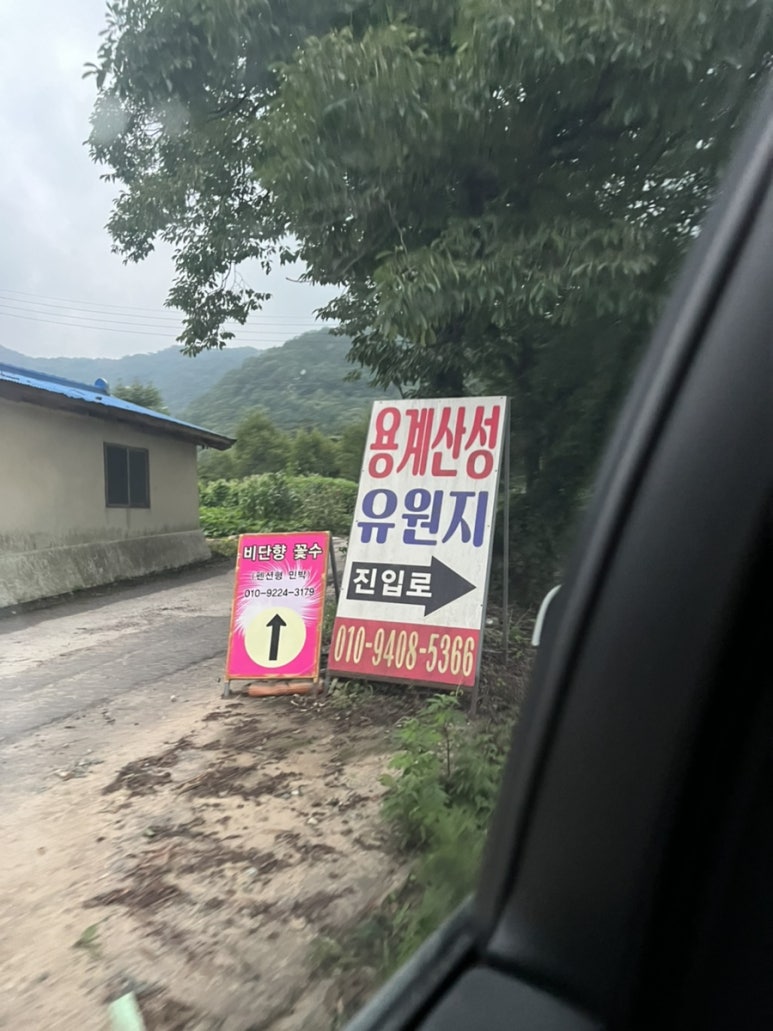 비단향 꽃수
(펜션형 민박)
010-9224-3179
용계산성
유원지
진입로
010-9408-5366